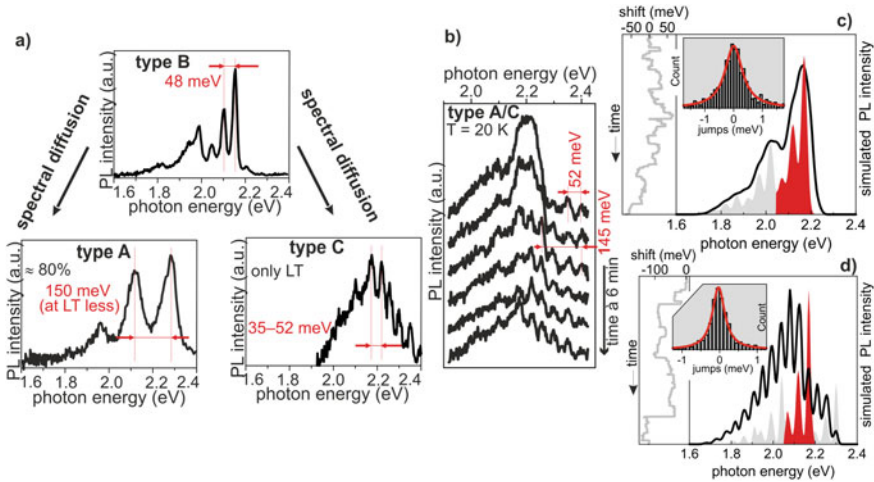 a)
type B
48 meV
PL intensity (a.u.)
1.6 1.8 2.0 2.2 2.4
photon energy (eV)
spectral diffusion
spectral diffusion
type A
≈ 80%
150 meV
(at LT less)
PL intensity (a.u.)
1.6 1.8 2.0 2.2 2.4
photon energy (eV)
type C
only LT
35–52 meV
PL intensity (a.u.)
1.6 1.8 2.0 2.2 2.4
photon energy (eV)
b)
photon energy (eV)
2.0 2.2 2.4
type A/C
T = 20 K
52 meV
145 meV
PL intensity (a.u.)
time à 6 min
c)
shift (meV)
-50 0 50
time
Count
-1 0 1
jumps (meV)
simulated PL intensity
1.6 1.8 2.0 2.2 2.4
photon energy (eV)
d)
shift (meV)
-100 0
time
Count
-1 0 1
jumps (meV)
simulated PL intensity
1.6 1.8 2.0 2.2 2.4
photon energy (eV)